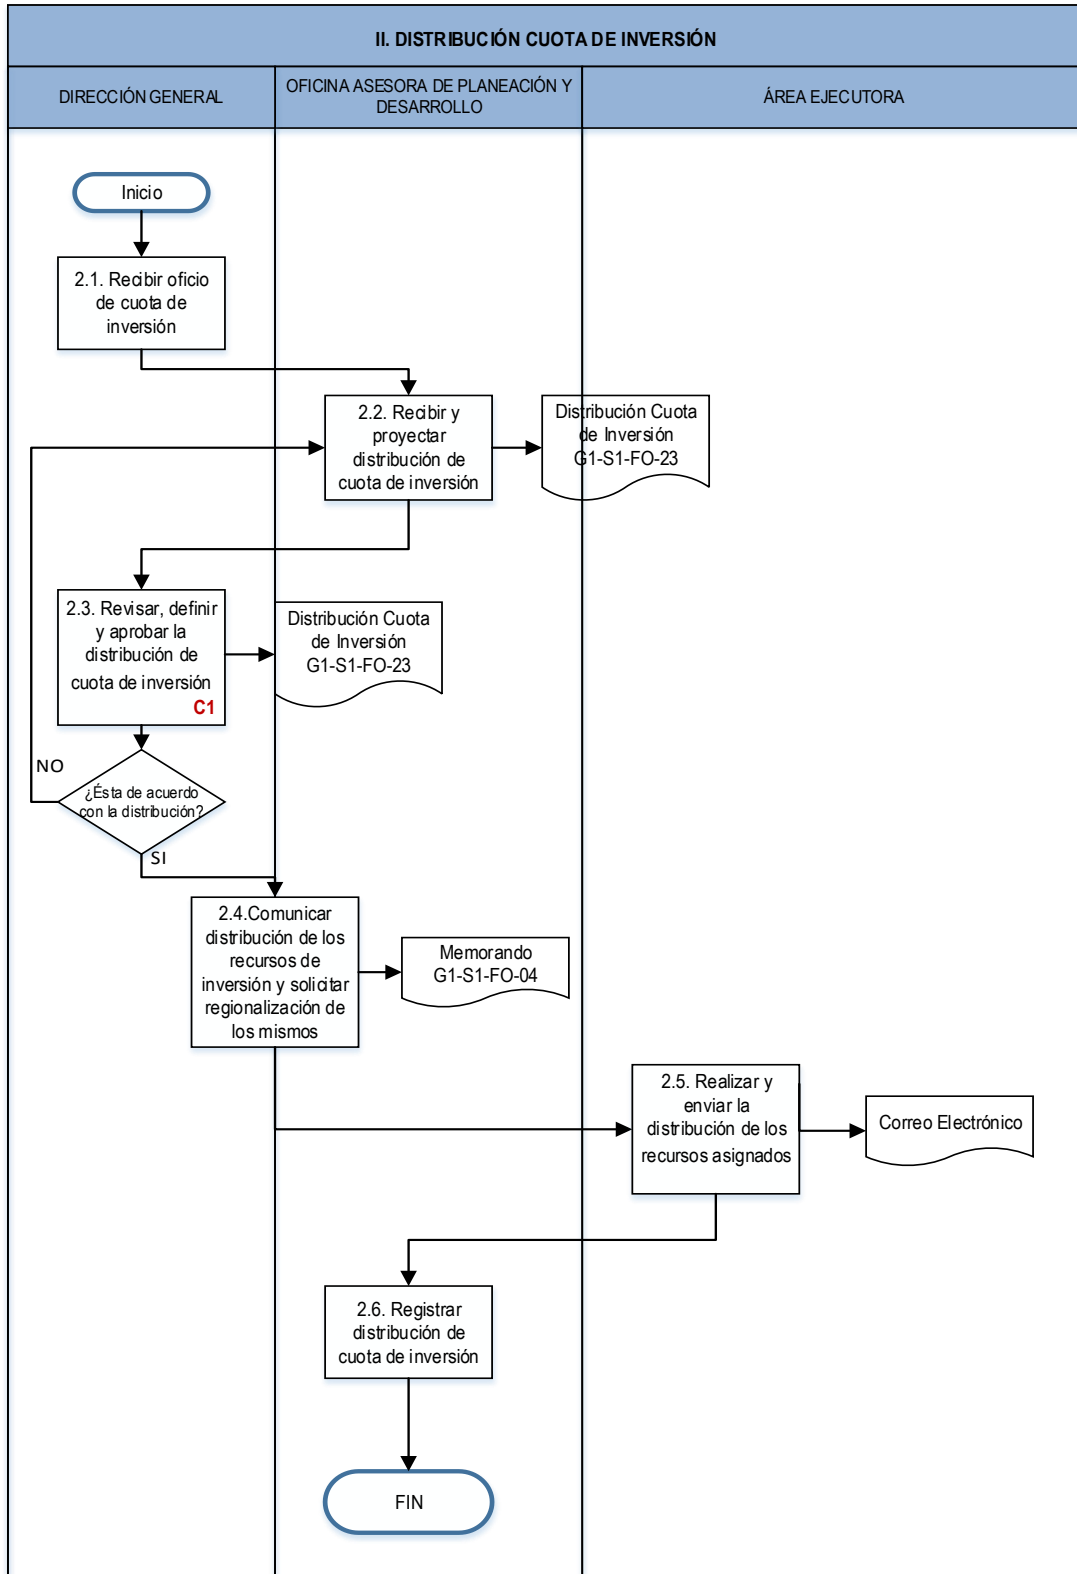 II. DISTRIBUCIÓN CUOTA DE INVERSIÓN
DIRECCIÓN GENERAL
OFICINA ASESORA DE PLANEACIÓN Y
DESARROLLO
ÁREA EJECUTORA
Inicio
2.1. Recibir oficio
de cuota de
inversión
2.2. Recibir y
proyectar
distribución de
cuota de inversión
Distribución Cuota
de Inversión
G1-S1-FO-23
2.3. Revisar, definir
y aprobar la
distribución de
cuota de inversión
C1
Distribución Cuota
de Inversión
G1-S1-FO-23
NO
¿Ésta de acuerdo
con la distribución?
SI
2.4.Comunicar
distribución de los
recursos de
inversión y solicitar
regionalización de
los mismos
Memorando
G1-S1-FO-04
2.5. Realizar y
enviar la
distribución de los
recursos asignados
Correo Electrónico
2.6. Registrar
distribución de
cuota de inversión
FIN